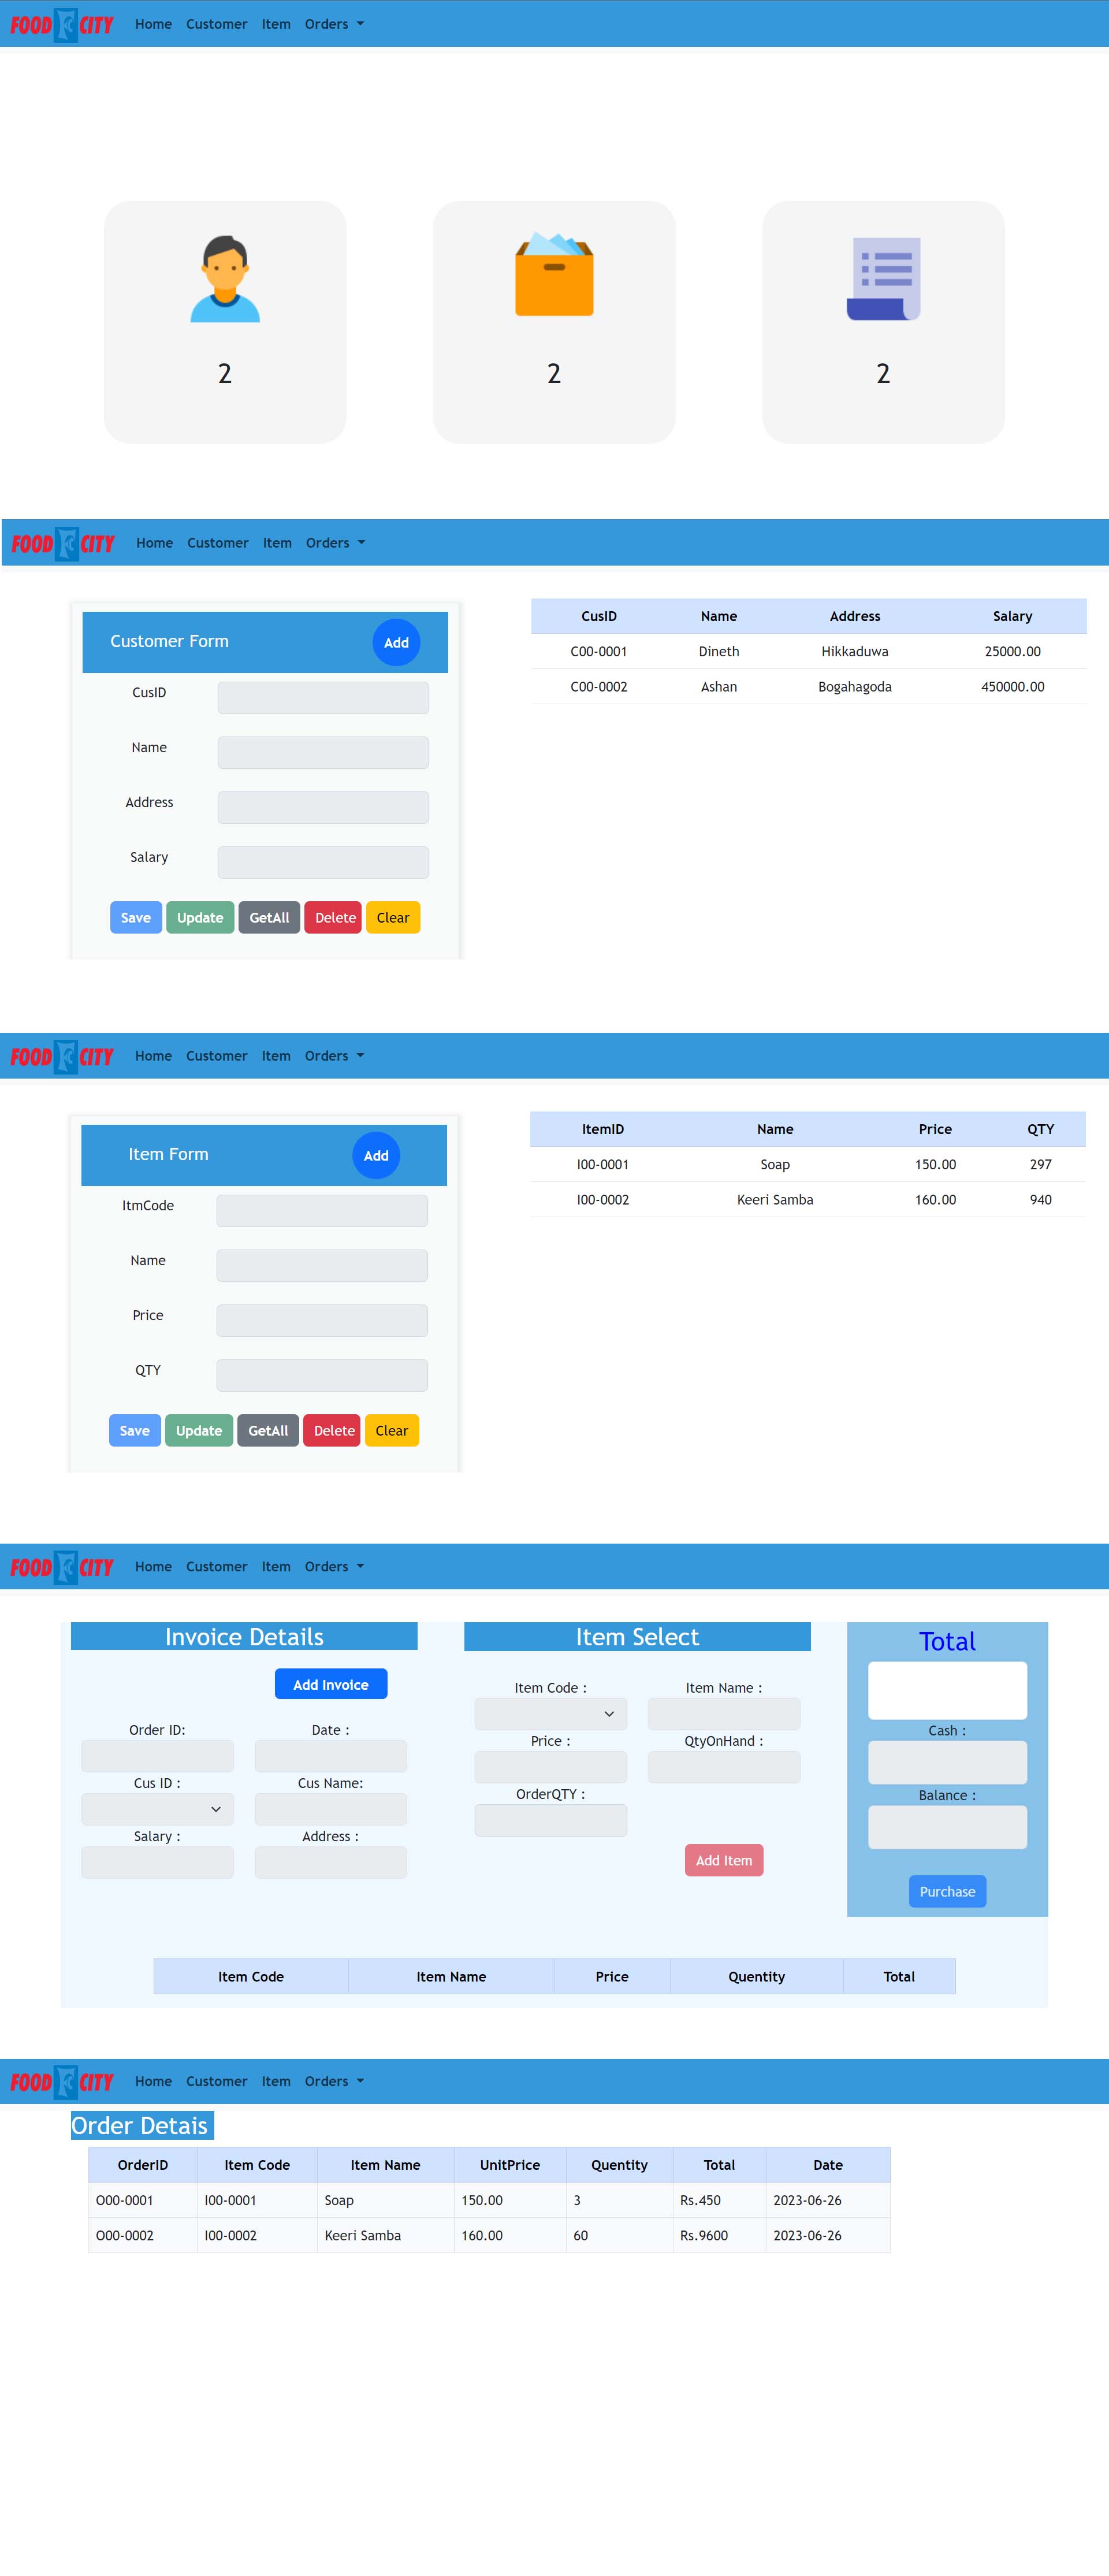 FOOD CITY Home Customer Item Orders
2 2 2
FOOD CITY Home Customer Item Orders
Customer Form Add
CusID
Name
Address
Salary
Save Update GetAll Delete Clear
CusID Name Address Salary
C00-0001 Dineth Hikkaduwa 25000.00
C00-0002 Ashan Bogahagoda 450000.00
FOOD CITY Home Customer Item Orders
Item Form Add
ItmCode
Name
Price
QTY
Save Update GetAll Delete Clear
ItemID Name Price QTY
I00-0001 Soap 150.00 297
I00-0002 Keeri Samba 160.00 940
FOOD CITY Home Customer Item Orders
Invoice Details
Add Invoice
Order ID: Date :
Cus ID : Cus Name:
Salary : Address :
Item Select
Item Code : Item Name :
Price : QtyOnHand :
OrderQTY :
Add Item
Total
Cash :
Balance :
Purchase
Item Code Item Name Price Quentity Total
FOOD CITY Home Customer Item Orders
Order Detais
OrderID Item Code Item Name UnitPrice Quentity Total Date
O00-0001 I00-0001 Soap 150.00 3 Rs.450 2023-06-26
O00-0002 I00-0002 Keeri Samba 160.00 60 Rs.9600 2023-06-26